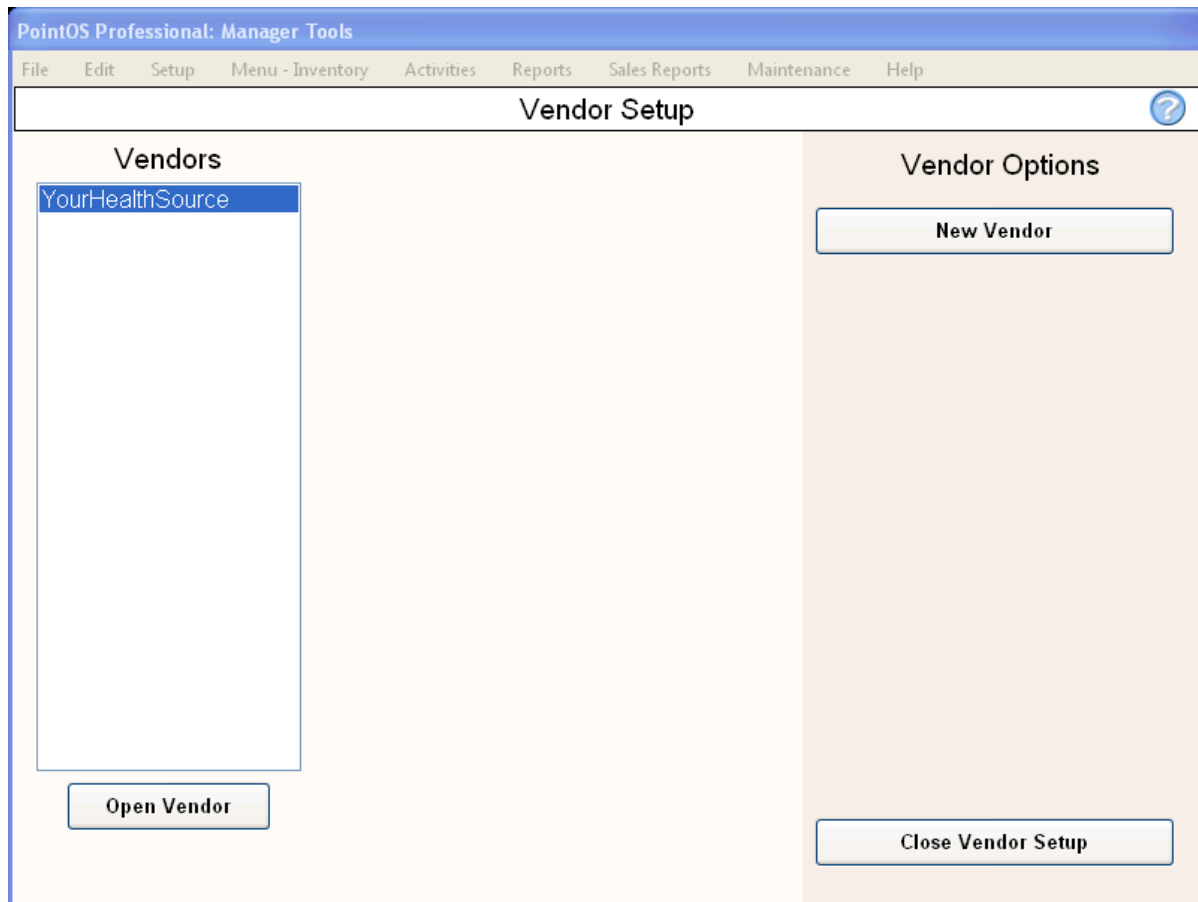 PointOS Professional: Manager Tools
File Edit Setup Menu - Inventory Activities Reports Sales Reports Maintenance Help
Vendor Setup
?
Vendors
YourHealthSource
Open Vendor
Vendor Options
New Vendor
Close Vendor Setup